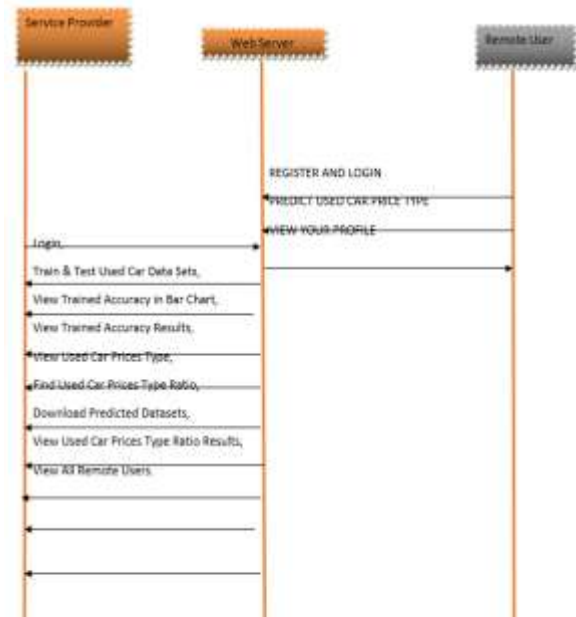 Service Provider
Web Server
Remote User
REGISTER AND LOGIN
PREDICT USED CAR PRICE TYPE
VIEW YOUR PROFILE
Login,
Train & Test Used Car Data Sets,
View Trained Accuracy in Bar Chart,
View Trained Accuracy Results,
View Used Car Prices Type,
Find Used Car Prices Type Ratio,
Download Predicted Datasets,
View Used Car Prices Type Ratio Results,
View All Remote Users.